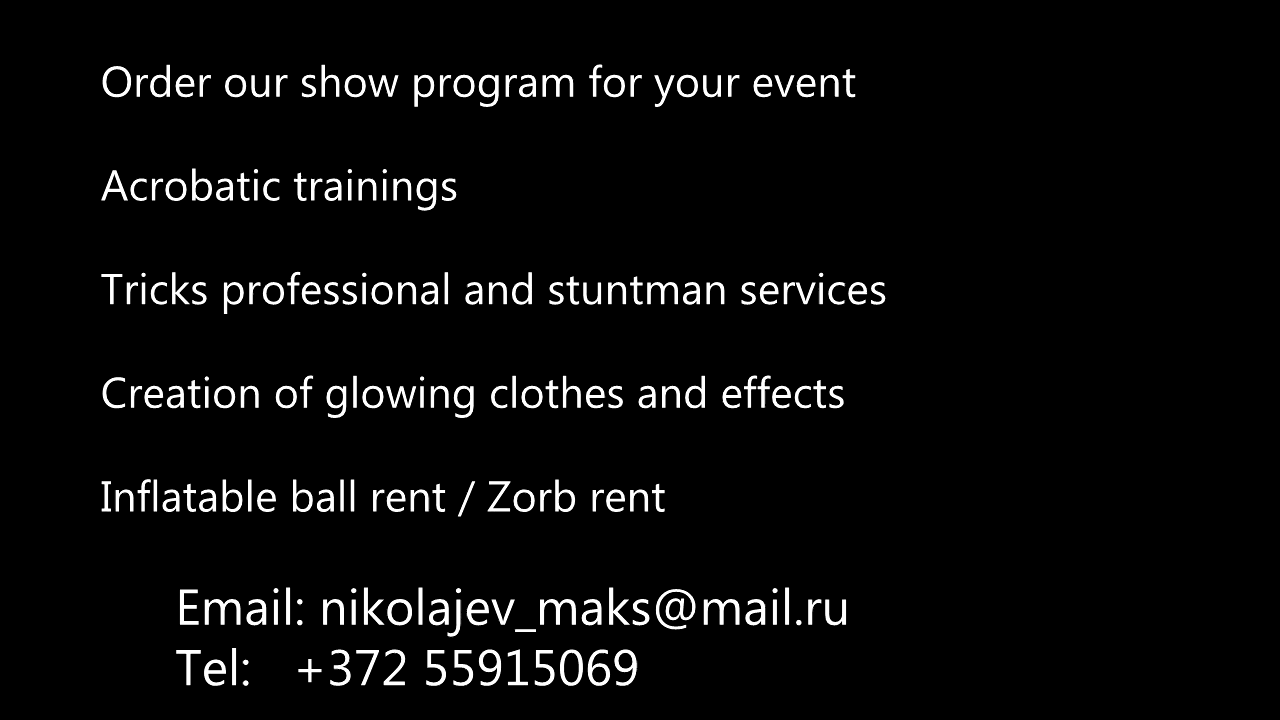 Order our show program for your event
Acrobatic trainings
Tricks professional and stuntman services
Creation of glowing clothes and effects
Inflatable ball rent / Zorb rent
Email: nikolajev_maks@mail.ru
Tel: +372 55915069